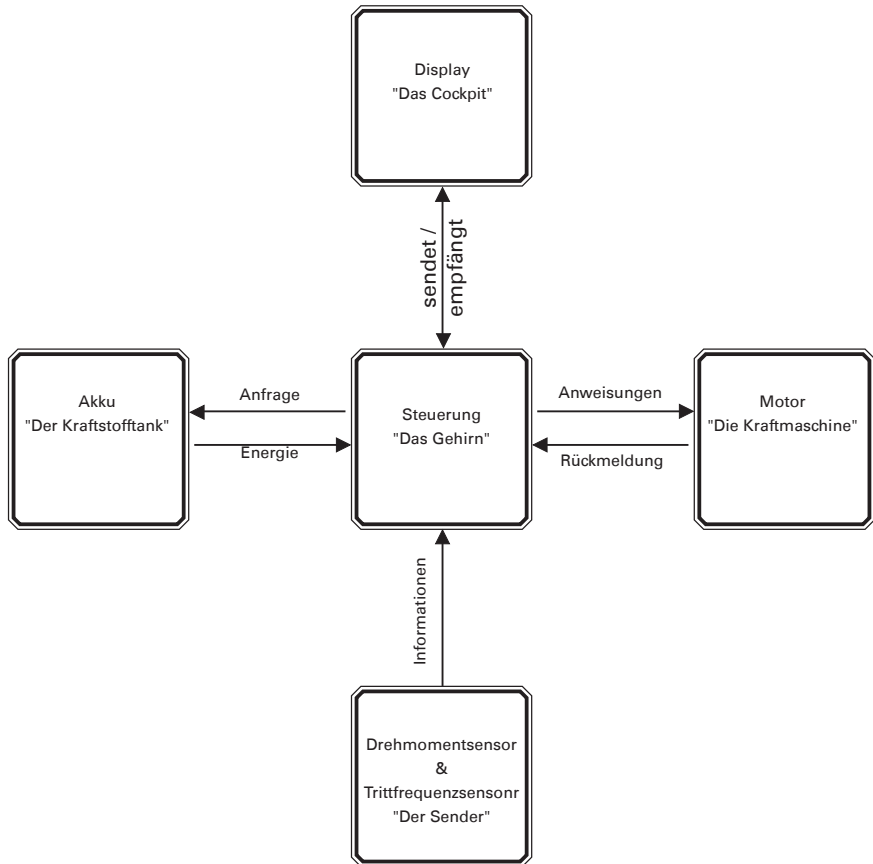 Display
"Das Cockpit"
sendet /
empfängt
Akku
"Der Kraftstofftank"
Anfrage
Energie
Steuerung
"Das Gehirn"
Anweisungen
Rückmeldung
Motor
"Die Kraftmaschine"
Informationen
Drehmomentsensor
&
Trittfrequenzsensonr
"Der Sender"